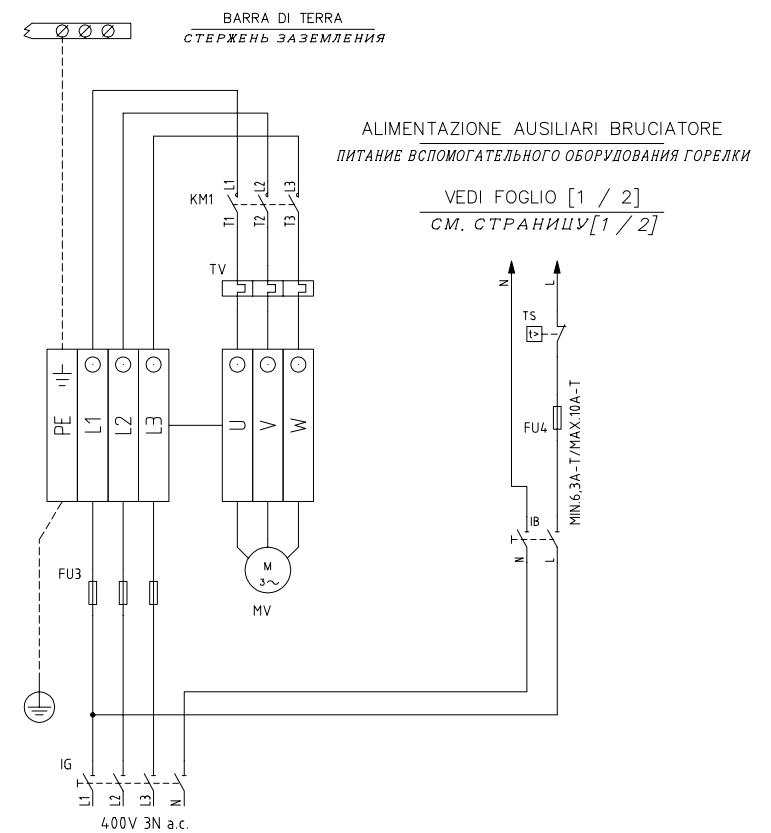 BARRA DI TERRA
СТЕРЖЕНЬ ЗАЗЕМЛЕНИЯ
ALIMENTAZIONE AUSILIARI BRUCIATORE
ПИТАНИЕ ВСПОМОГАТЕЛЬНОГО ОБОРУДОВАНИЯ ГОРЕЛКИ
VEDI FOGLIO [1 / 2]
СМ. СТРАНИЦУ[1 / 2]
KM1
L1
L2
L3
T1
T2
T3
TV
N
L
TS
t>
PE
L1
L2
L3
U
V
W
FU4
MIN.6,3A-T/MAX.10A-T
IB
N
L
FU3
M
3~
MV
IG
L1
L2
L3
N
400V 3N a.c.